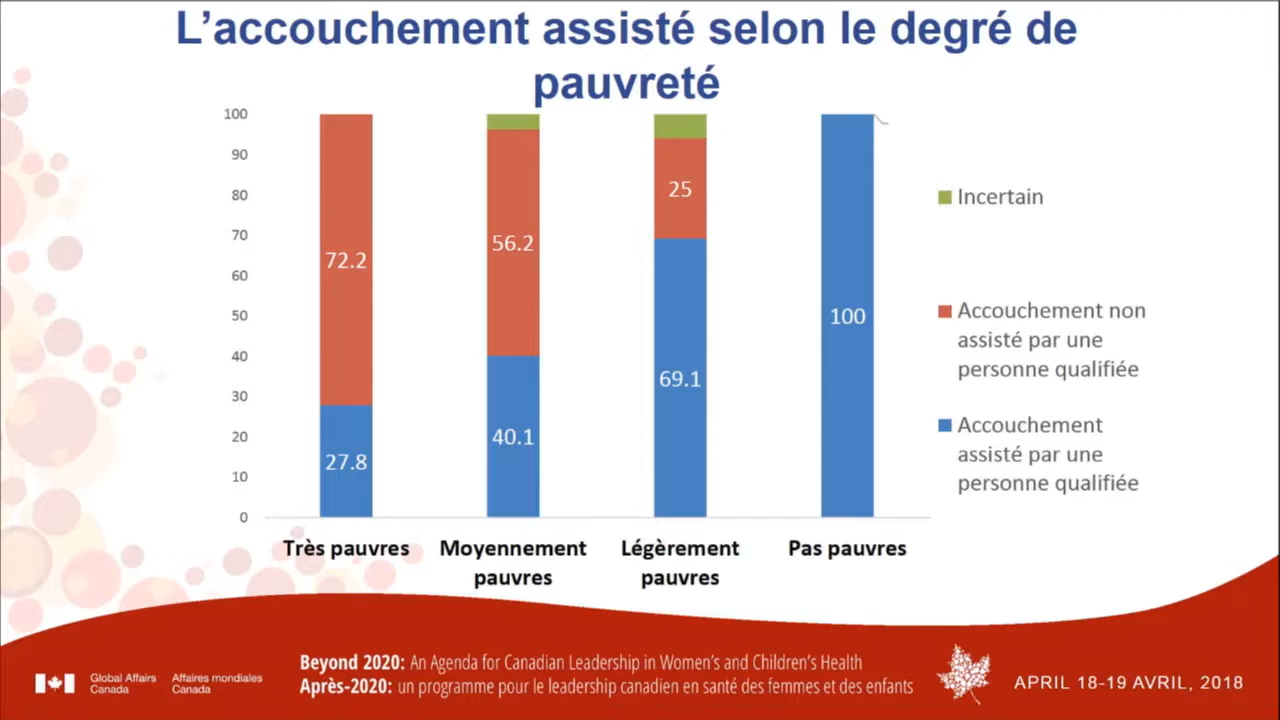 L’accouchement assisté selon le degré de
pauvreté
100
90
80
70
60
50
40
30
20
10
0
72.2
27.8
56.2
40.1
25
69.1
100
Très pauvres
Moyennement
pauvres
Légèrement
pauvres
Pas pauvres
Incertain
Accouchement non
assisté par une
personne qualifiée
Accouchement
assisté par une
personne qualifiée
Global Affairs
Canada
Affaires mondiales
Canada
Beyond 2020: An Agenda for Canadian Leadership in Women’s and Children’s Health
Après-2020: un programme pour le leadership canadien en santé des femmes et des enfants
APRIL 18-19 AVRIL, 2018